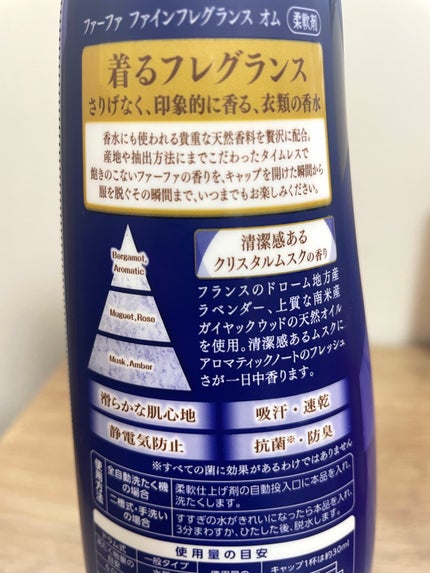 ファーファ ファインフレグランス オム 柔軟剤
着るフレグランス
さりげなく、印象的に香る、衣類の香水
香水にも使われる貴重な天然香料を贅沢に配合。
産地や抽出方法にまでこだわったタイムレスで
飽きのこないファーファの香りを、キャップを開けた瞬間から
服を脱ぐその瞬間まで、いつまでもお楽しみください。
Bergamot,
Aromatic
Muguet,Rose
Musk,Amber
清潔感ある
クリスタルムスクの香り
フランスのドローム地方産
ラベンダー、上質な南米産
ガイヤックウッドの天然オイル
を使用。清潔感あるムスクに
アロマティックノートのフレッシュ
さが一日中香ります。
滑らかな肌心地
吸汗・速乾
静電気防止
抗菌※・防臭
※すべての菌に効果があるわけではありません
使用方法
全自動洗たく機
の場合
柔軟仕上げ剤の自動投入口に本品を入れ、
洗たくします。
二槽式・手洗い
の場合
すすぎの水がきれいになったら本品を入れ、
3分まわすか、ひたした後、脱水します。
使用量の目安
一般タイプ
キャップ1杯は約30ml